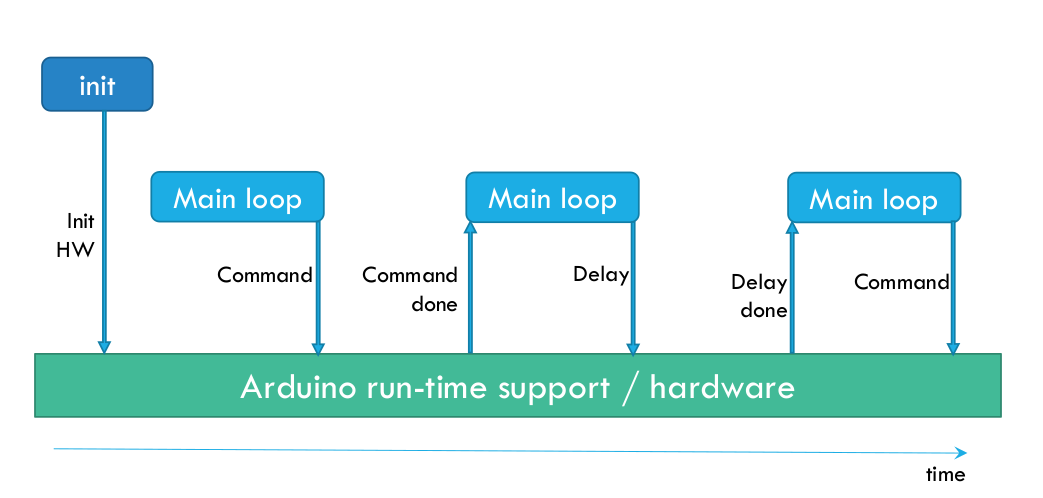 init
Main loop
Main loop
Main loop
Init
HW
Command
Command
done
Delay
Delay
done
Command
Arduino run-time support / hardware
time